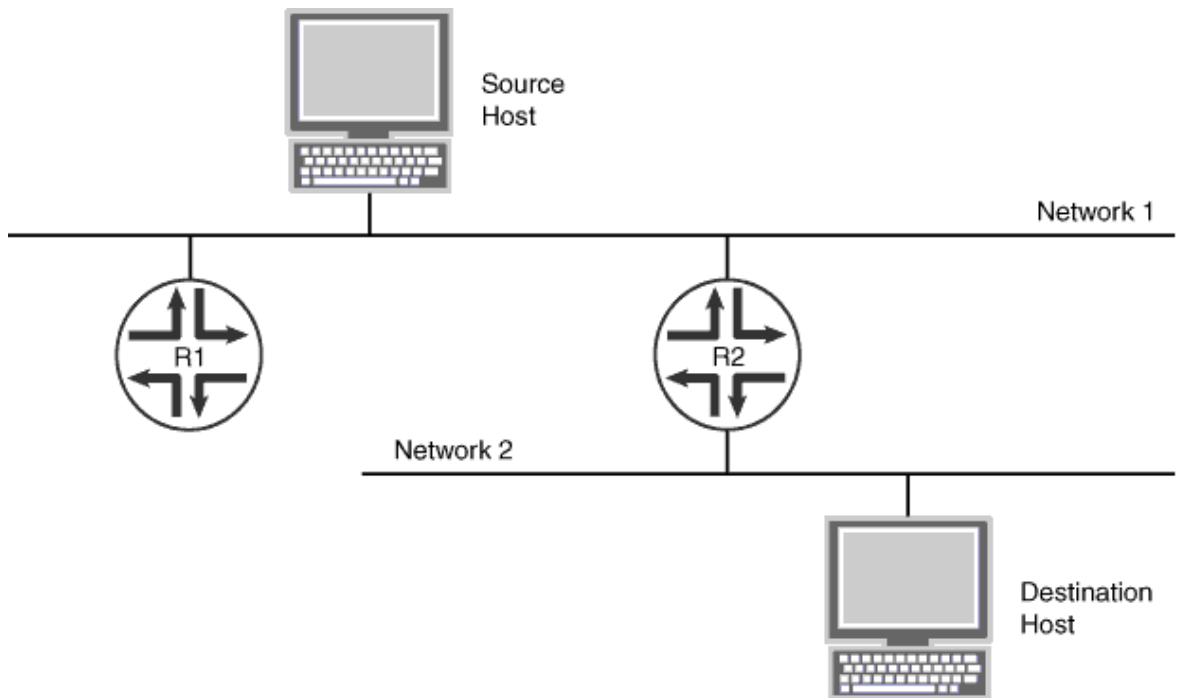 Source
Host
Network 1
R1
R2
Network 2
Destination
Host